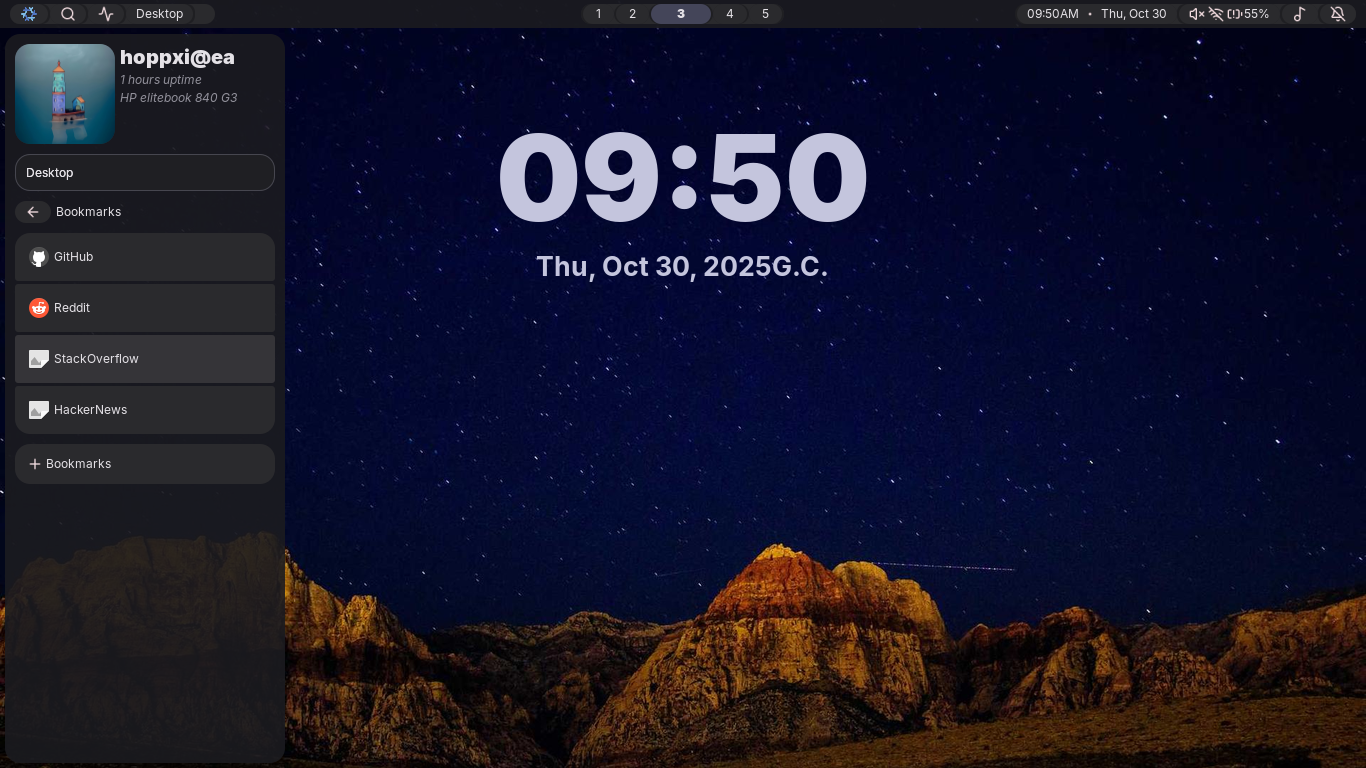 Desktop
1 2 3 4 5
09:50AM • Thu, Oct 30
55%
hoppxi@ea
1 hours uptime
HP elitebook 840 G3
Desktop
Bookmarks
GitHub
Reddit
StackOverflow
HackerNews
+ Bookmarks
09:50
Thu, Oct 30, 2025G.C.